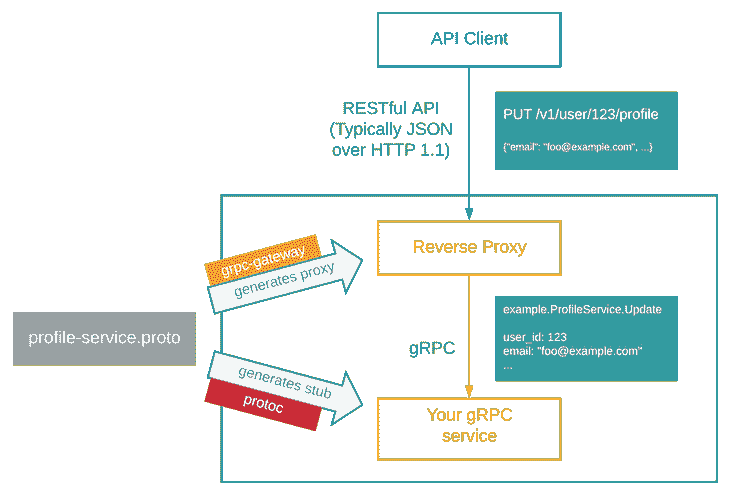 API Client
RESTful API
(Typically JSON
over HTTP 1.1)
PUT /v1/user/123/profile
{"email": "foo@example.com", ...}
grpc-gateway
generates proxy
Reverse Proxy
profile-service.proto
gRPC
example.ProfileService.Update
user_id: 123
email: "foo@example.com"
...
generates stub
protoc
Your gRPC
service